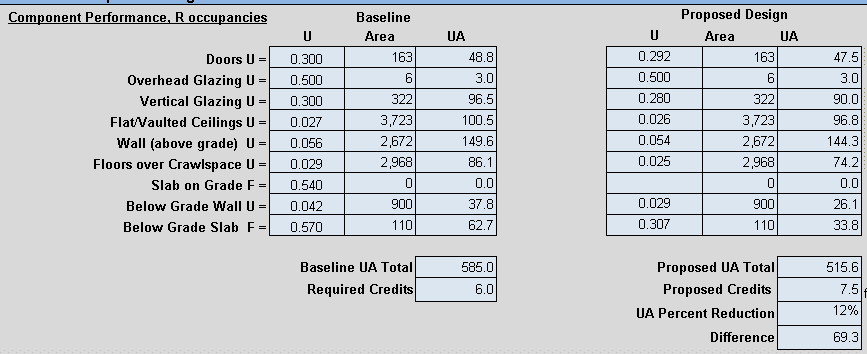 Component Performance, R occupancies Baseline Proposed Design
U Area UA U Area UA
Doors U = 0.300 163 48.8 0.292 163 47.5
Overhead Glazing U = 0.500 6 3.0 0.500 6 3.0
Vertical Glazing U = 0.300 322 96.5 0.280 322 90.0
Flat/Vaulted Ceilings U = 0.027 3,723 100.5 0.026 3,723 96.8
Wall (above grade) U = 0.056 2,672 149.6 0.054 2,672 144.3
Floors over Crawlspace U = 0.029 2,968 86.1 0.025 2,968 74.2
Slab on Grade F = 0.540 0 0.0 0 0.0
Below Grade Wall U = 0.042 900 37.8 0.029 900 26.1
Below Grade Slab F = 0.570 110 62.7 0.307 110 33.8
Baseline UA Total 585.0 Proposed UA Total 515.6
Required Credits 6.0 Proposed Credits 7.5
UA Percent Reduction 12%
Difference 69.3